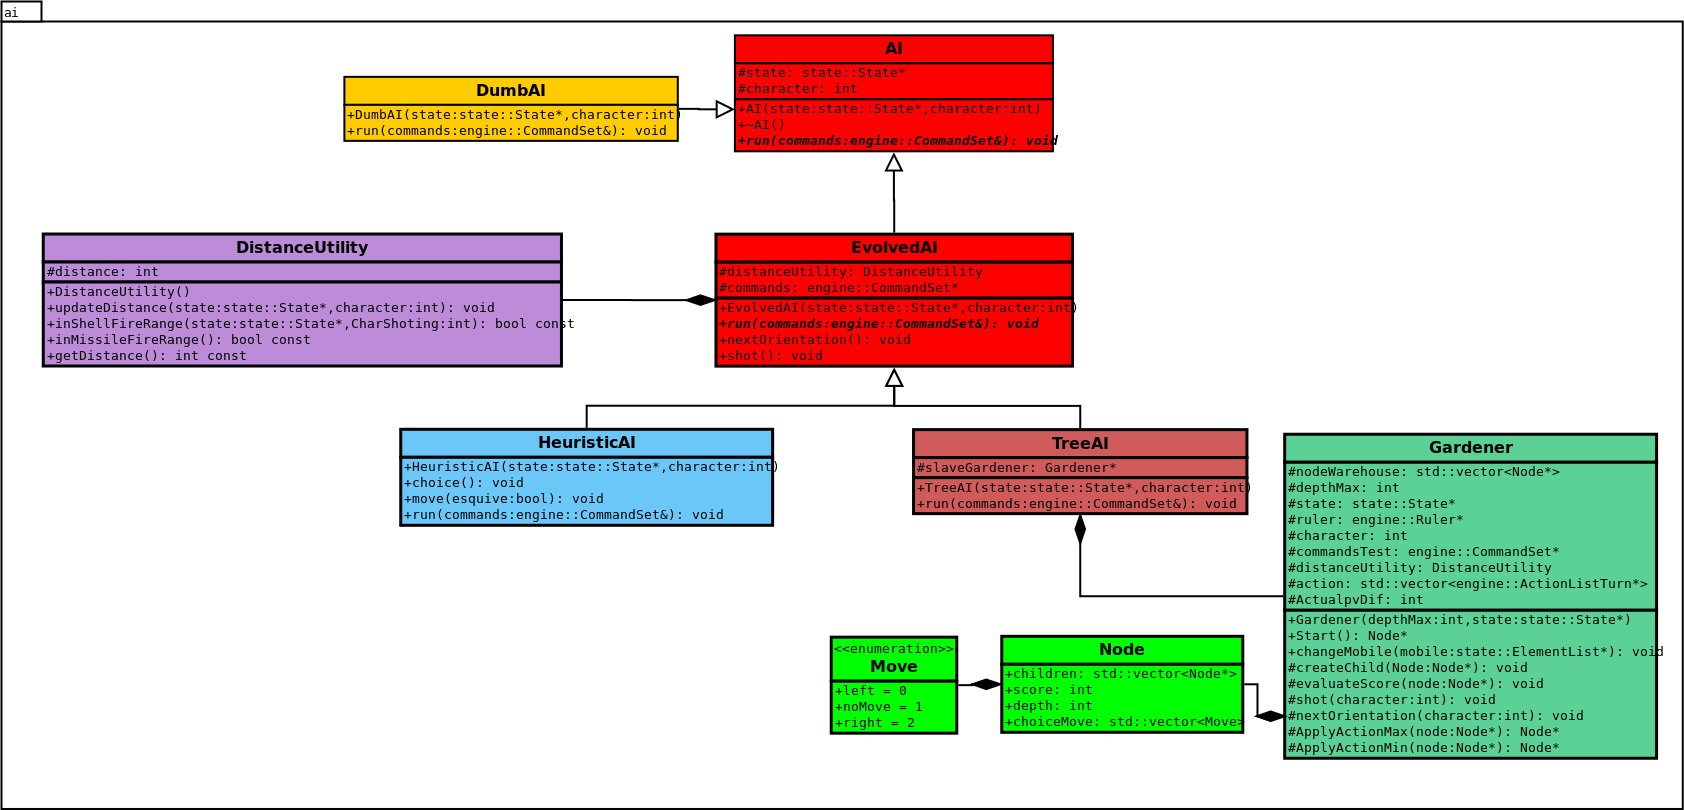 ai
AI
#state: state::State*
#character: int
+AI(state:state::State*,character:int)
+~AI()
+run(commands:engine::CommandSet&): void
DumbAI
+DumbAI(state:state::State*,character:int)
+run(commands:engine::CommandSet&): void
DistanceUtility
#distance: int
+DistanceUtility()
+updateDistance(state:state::State*,character:int): void
+inShellFireRange(state:state::State*,CharShoting:int): bool const
+inMissileFireRange(): bool const
+getDistance(): int const
EvolvedAI
#distanceUtility: DistanceUtility
#commands: engine::CommandSet*
+EvolvedAI(state:state::State*,character:int)
+run(commands:engine::CommandSet&): void
+nextOrientation(): void
+shot(): void
HeuristicAI
+HeuristicAI(state:state::State*,character:int)
+choice(): void
+move(esquive:bool): void
+run(commands:engine::CommandSet&): void
TreeAI
#slaveGardener: Gardener*
+TreeAI(state:state::State*,character:int)
+run(commands:engine::CommandSet&): void
Gardener
#nodeWarehouse: std::vector<Node*>
#depthMax: int
#state: state::State*
#ruler: engine::Ruler*
#character: int
#commandsTest: engine::CommandSet*
#distanceUtility: DistanceUtility
#action: std::vector<engine::ActionListTurn*>
#ActualpvDif: int
+Gardener(depthMax:int,state:state::State*)
+Start(): Node*
+changeMobile(mobile:state::ElementList*): void
#createChild(Node:Node*): void
#evaluateScore(node:Node*): void
#shot(character:int): void
#nextOrientation(character:int): void
#ApplyActionMax(node:Node*): Node*
#ApplyActionMin(node:Node*): Node*
<<enumeration>>
Move
+left = 0
+noMove = 1
+right = 2
Node
+children: std::vector<Node*>
+score: int
+depth: int
+choiceMove: std::vector<Move>